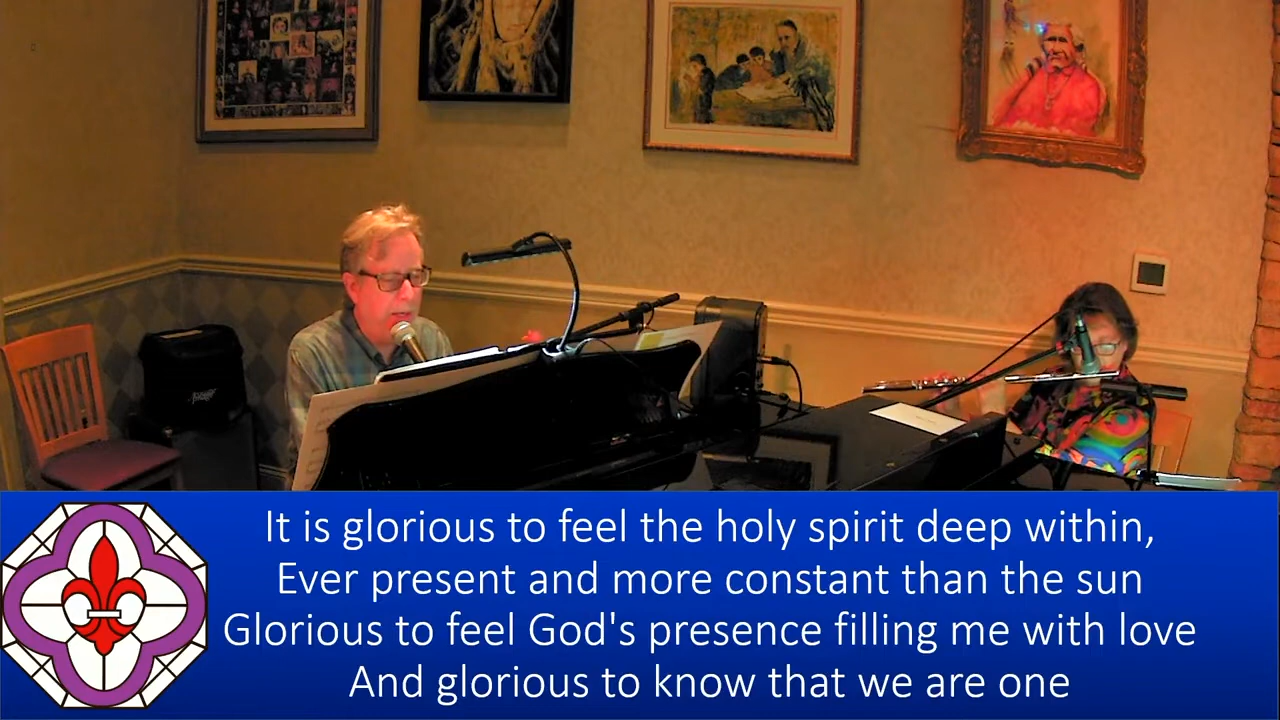 It is glorious to feel the holy spirit deep within,
Ever present and more constant than the sun
Glorious to feel God's presence filling me with love
And glorious to know that we are one